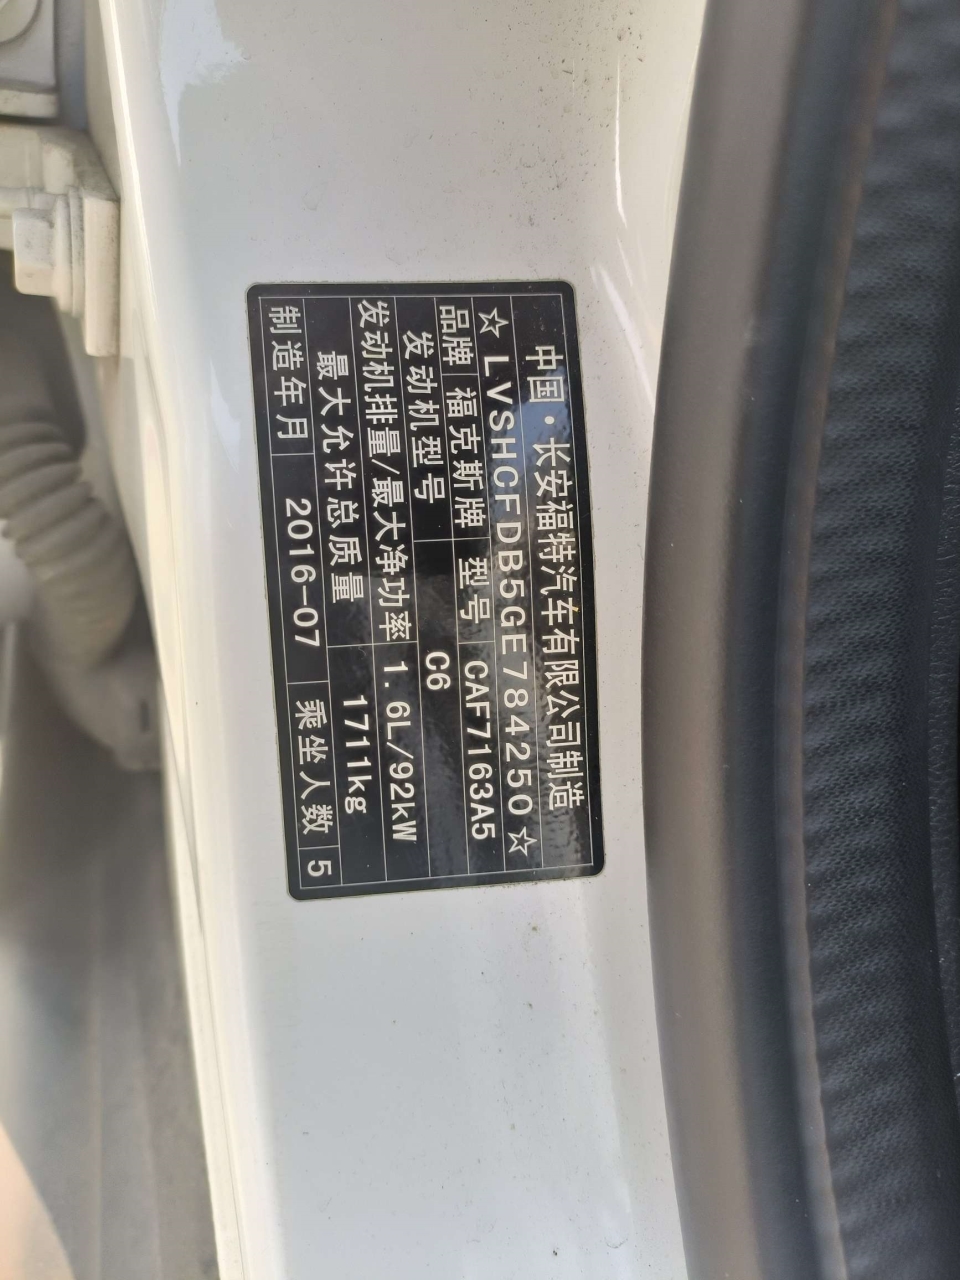 中国·长安福特汽车有限公司制造
☆LVSHCFDB5GE784250☆
品牌 福克斯牌 型号 CAF7163A5
发动机型号 C6
发动机排量/最大净功率 1.6L/92kW
最大允许总质量 1711kg
制造年月 2016-07 乘坐人数 5